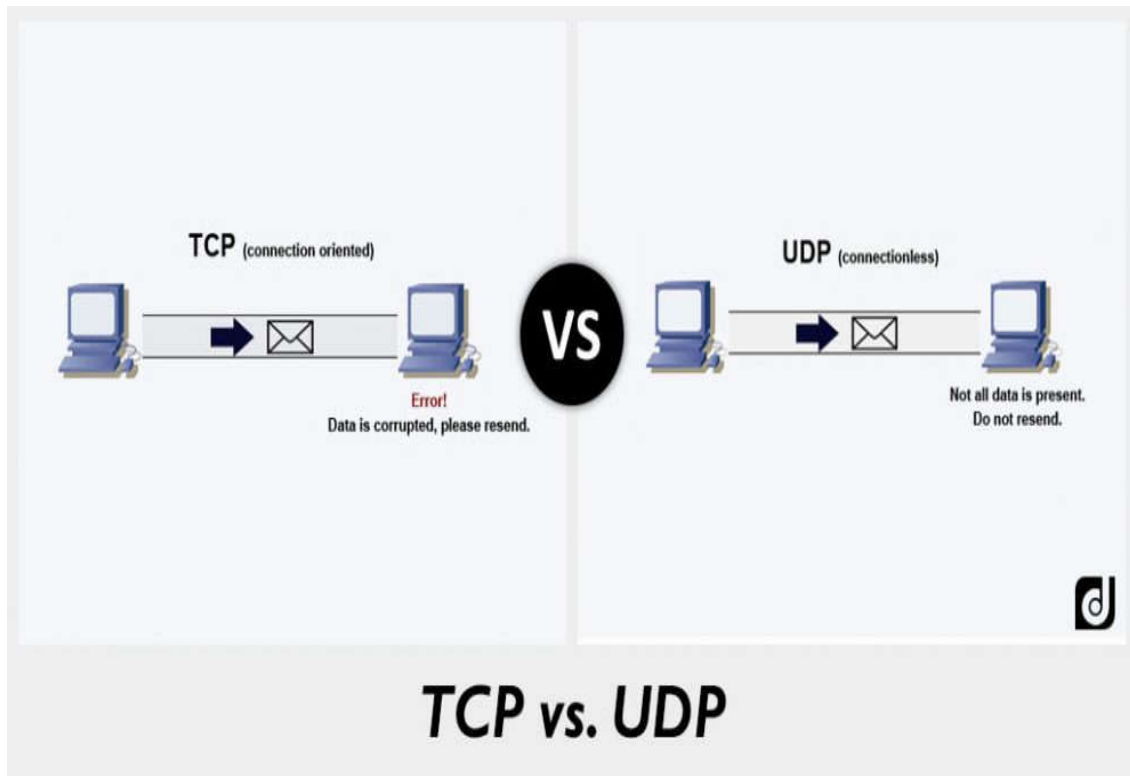 TCP (connection oriented)
Error!
Data is corrupted, please resend.
VS
UDP (connectionless)
Not all data is present.
Do not resend.
d
TCP vs. UDP